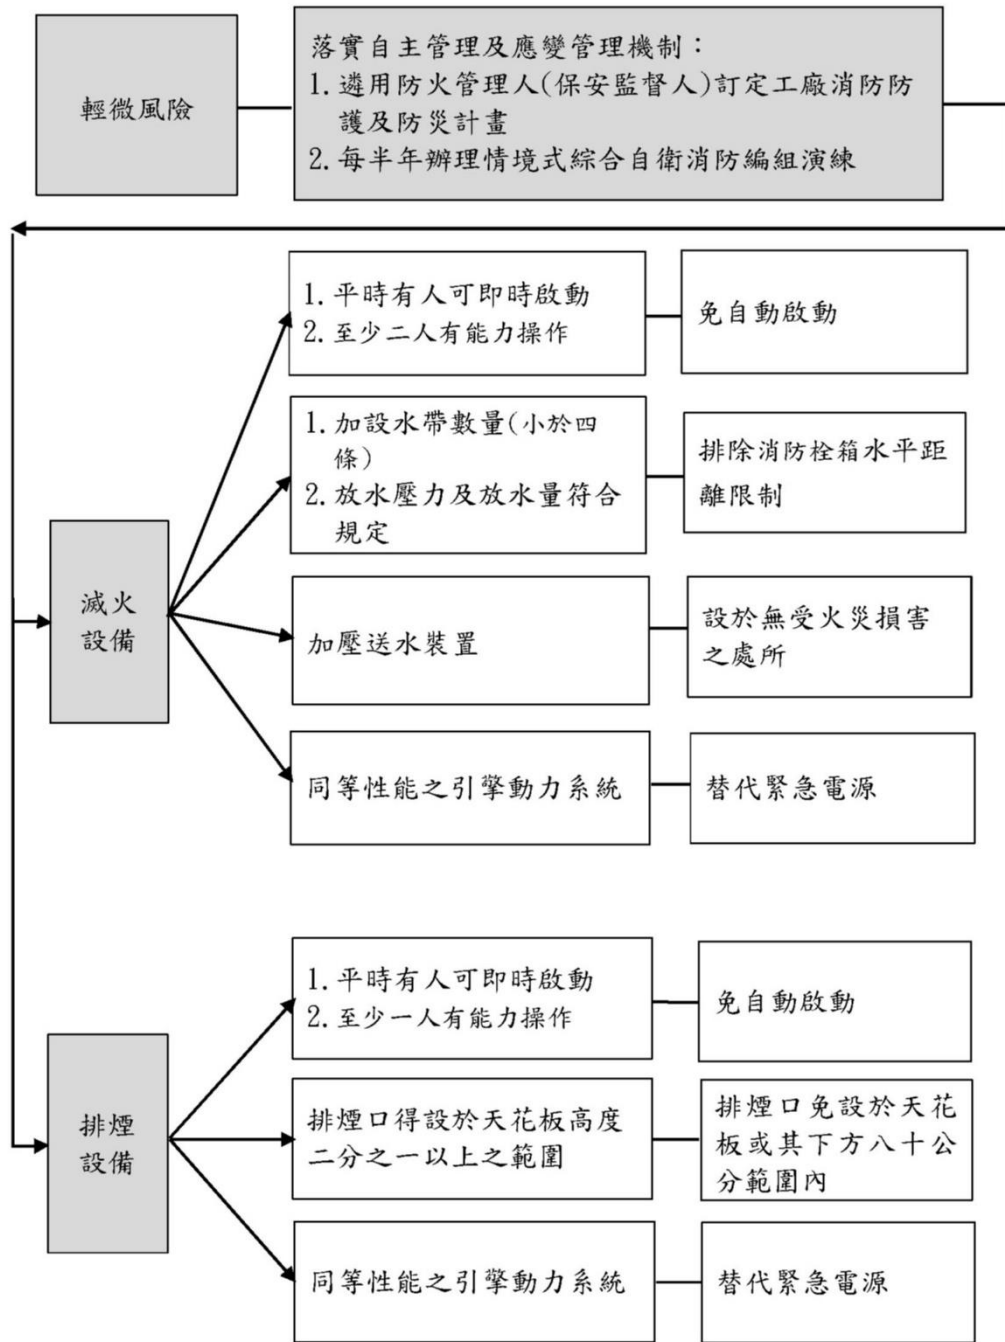 輕微風險
落實自主管理及應變管理機制：
1. 遴用防火管理人(保安監督人)訂定工廠消防防
護及防災計畫
2. 每半年辦理情境式綜合自衛消防編組演練
滅火
設備
1. 平時有人可即時啟動
2. 至少二人有能力操作
免自動啟動
1. 加設水帶數量(小於四
條)
2. 放水壓力及放水量符合
規定
排除消防栓箱水平距
離限制
加壓送水裝置
設於無受火災損害
之處所
同等性能之引擎動力系統
替代緊急電源
排煙
設備
1. 平時有人可即時啟動
2. 至少一人有能力操作
免自動啟動
排煙口得設於天花板高度
二分之一以上之範圍
排煙口免設於天花
板或其下方八十公
分範圍內
同等性能之引擎動力系統
替代緊急電源